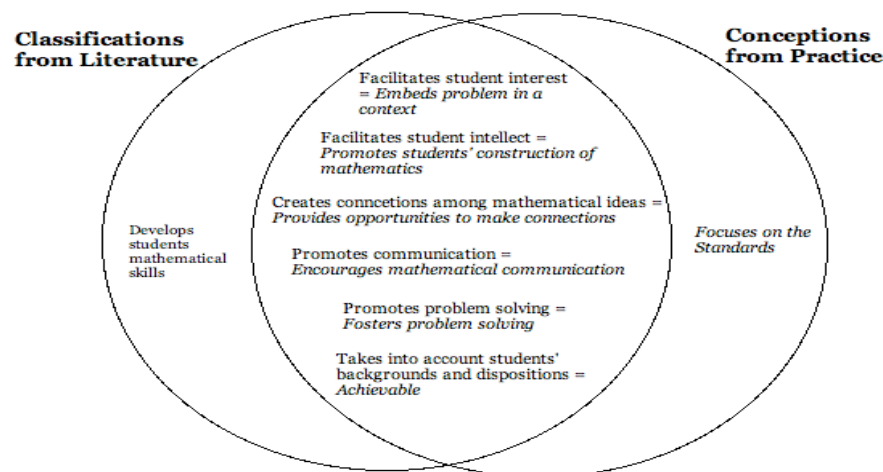 Classifications
from Literature
Conceptions
from Practice
Facilitates student interest
= Embeds problem in a
context
Facilitates student intellect =
Promotes students' construction of
mathematics
Creates conncetions among mathematical ideas =
Provides opportunities to make connections
Develops
students
mathematical
skills
Focuses on the
Standards
Promotes communication =
Encourages mathematical communication
Promotes problem solving =
Fosters problem solving
Takes into account students'
backgrounds and dispositions =
Achievable